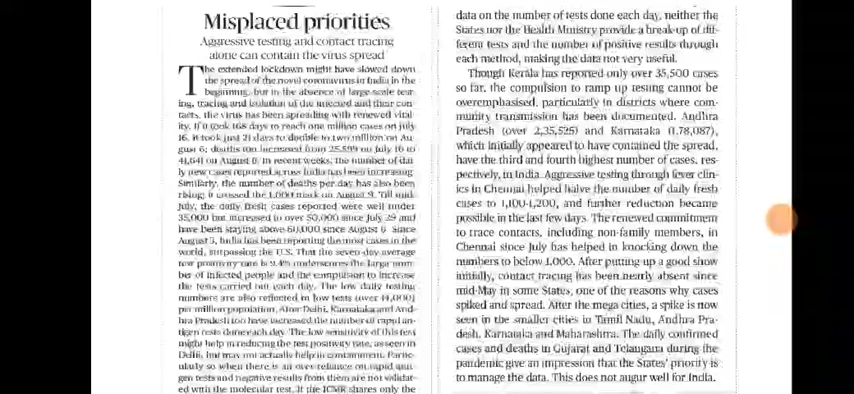 Misplaced priorities
Aggressive testing and contact tracing
alone can contain the virus spread
The extended lockdown might have slowed down
the spread of the novel coronavirus in India in the
beginning, but in the absence of large-scale test-
ing, tracing and isolation of the infected and their con-
tacts, the virus has been spreading with renewed vital-
ity. If it took 168 days to reach one million cases on July
16, it took just 21 days to double to two million on Au-
gust 6; deaths too increased from 25,599 on July 16 to
41,641 on August 6. In recent weeks, the number of dai-
ly new cases reported across India has been increasing.
Similarly, the number of deaths per day has also been
rising; it crossed the 1,000 mark on August 9. Till mid-
July, the daily fresh cases reported were well under
35,000 but increased to over 50,000 since July 29 and
have been staying above 60,000 since August 6. Since
August 5, India has been reporting the most cases in the
world, surpassing the U.S. That the seven-day average
test positivity rate is 9.4% underscores the large num-
ber of infected people and the compulsion to increase
the tests carried out each day. The low daily testing
numbers are also reflected in low tests (over 14,000)
per million population. After Delhi, Karnataka and And-
hra Pradesh too have increased the number of rapid an-
tigen tests done each day. The low sensitivity of this test
might help in reducing the test positivity rate, as seen in
Delhi, but may not actually help in containment. Partic-
ularly so when there is an over-reliance on rapid anti-
gen tests and negative results from them are not validat-
ed with the molecular test. If the ICMR shares only the
data on the number of tests done each day, neither the
States nor the Health Ministry provide a break-up of dif-
ferent tests and the number of positive results through
each method, making the data not very useful.
Though Kerala has reported only over 35,500 cases
so far, the compulsion to ramp up testing cannot be
overemphasised, particularly in districts where com-
munity transmission has been documented. Andhra
Pradesh (over 2,35,525) and Karnataka (1,78,087),
which initially appeared to have contained the spread,
have the third and fourth highest number of cases, res-
pectively, in India. Aggressive testing through fever clin-
ics in Chennai helped halve the number of daily fresh
cases to 1,100-1,200, and further reduction became
possible in the last few days. The renewed commitment
to trace contacts, including non-family members, in
Chennai since July has helped in knocking down the
numbers to below 1,000. After putting up a good show
initially, contact tracing has been nearly absent since
mid-May in some States, one of the reasons why cases
spiked and spread. After the mega cities, a spike is now
seen in the smaller cities in Tamil Nadu, Andhra Pra-
desh, Karnataka and Maharashtra. The daily confirmed
cases and deaths in Gujarat and Telangana during the
pandemic give an impression that the States' priority is
to manage the data. This does not augur well for India.